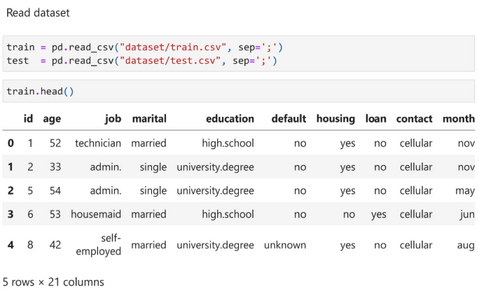 Read dataset
train = pd.read_csv("dataset/train.csv", sep=';')
test  = pd.read_csv("dataset/test.csv", sep=';')
train.head()
id age job marital education default housing loan contact month
0 1 52 technician married high.school no yes no cellular nov
1 2 33 admin. single university.degree no yes no cellular nov
2 5 54 admin. single university.degree no yes no cellular may
3 6 53 housemaid married high.school no no yes cellular jun
4 8 42 self-employed married university.degree unknown yes no cellular aug
5 rows × 21 columns